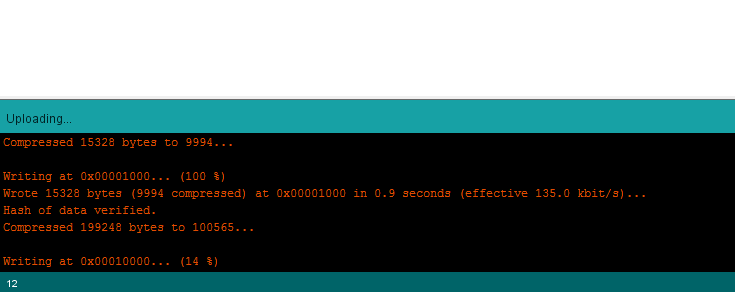 Uploading...
Compressed 15328 bytes to 9994...
Writing at 0x00001000... (100 %)
Wrote 15328 bytes (9994 compressed) at 0x00001000 in 0.9 seconds (effective 135.0 kbit/s)...
Hash of data verified.
Compressed 199248 bytes to 100565...
Writing at 0x00010000... (14 %)
12